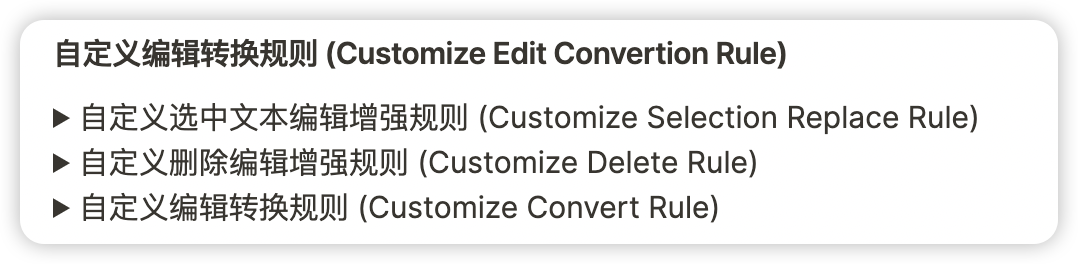 自定义编辑转换规则 (Customize Edit Convertion Rule)
▶ 自定义选中文本编辑增强规则 (Customize Selection Replace Rule)
▶ 自定义删除编辑增强规则 (Customize Delete Rule)
▶ 自定义编辑转换规则 (Customize Convert Rule)